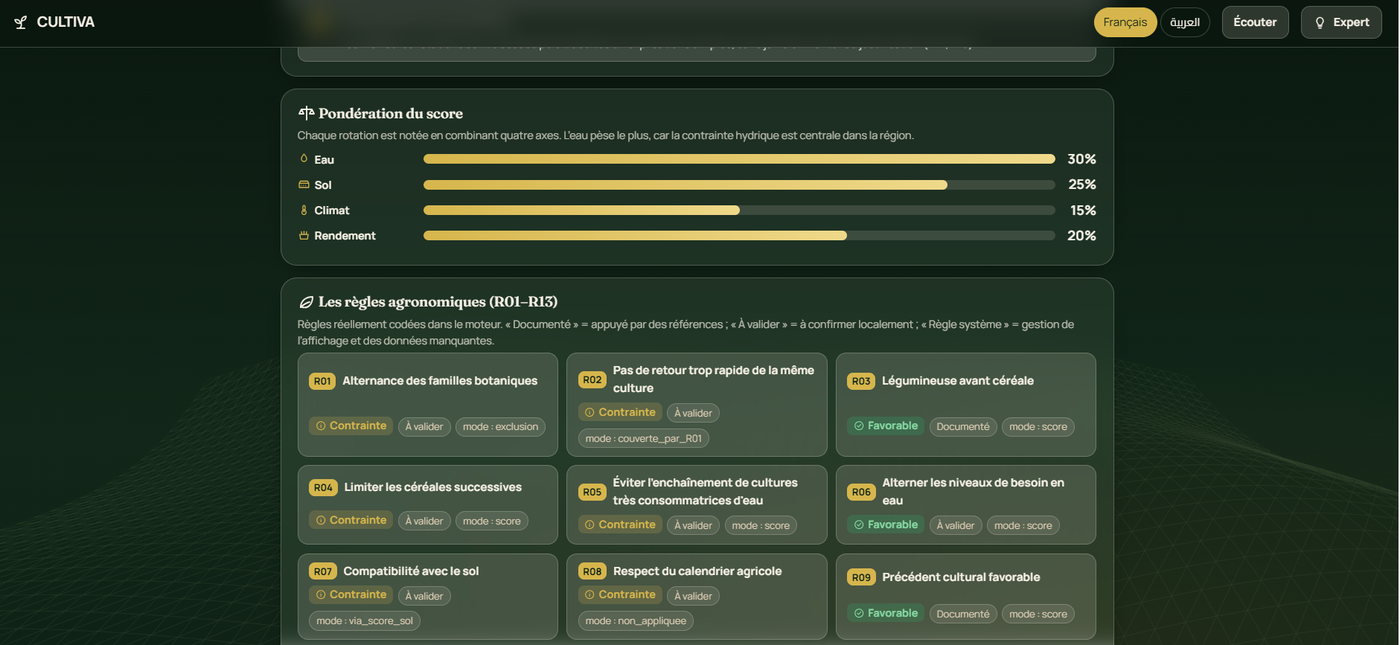 CULTIVA
Français
العربية
Écouter
Expert
Pondération du score
Chaque rotation est notée en combinant quatre axes. L'eau pèse le plus, car la contrainte hydrique est centrale dans la région.
Eau 30%
Sol 25%
Climat 15%
Rendement 20%
Les règles agronomiques (R01–R13)
Règles réellement codées dans le moteur. « Documenté » = appuyé par des références ; « À valider » = à confirmer localement ; « Règle système » = gestion de
l'affichage et des données manquantes.
R01 Alternance des familles botaniques
Contrainte À valider mode : exclusion
R02 Pas de retour trop rapide de la même
culture
Contrainte À valider
mode : couverte_par_R01
R03 Légumineuse avant céréale
Favorable Documenté mode : score
R04 Limiter les céréales successives
Contrainte À valider mode : score
R05 Éviter l'enchaînement de cultures
très consommatrices d'eau
Contrainte À valider mode : score
R06 Alterner les niveaux de besoin en
eau
Favorable À valider mode : score
R07 Compatibilité avec le sol
Contrainte À valider
mode : via_score_sol
R08 Respect du calendrier agricole
Contrainte À valider
mode : non_appliquee
R09 Précédent cultural favorable
Favorable Documenté mode : score